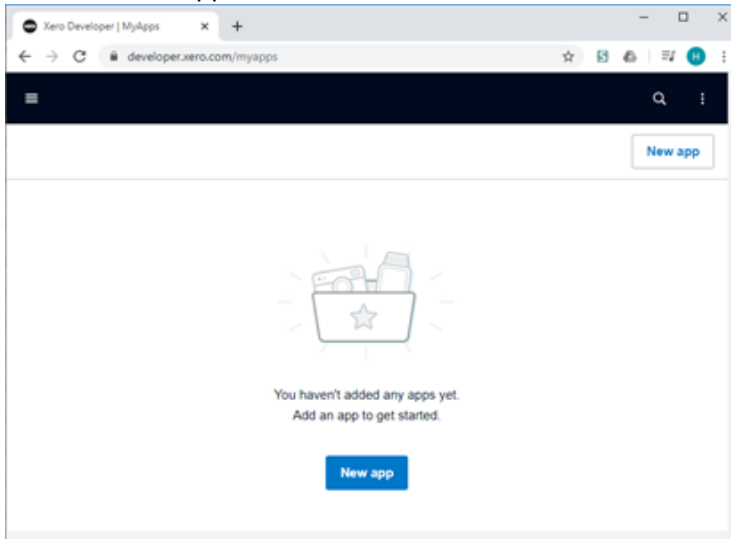 Xero Developer | MyApps
developer.xero.com/myapps
H
New app
You haven't added any apps yet.
Add an app to get started.
New app